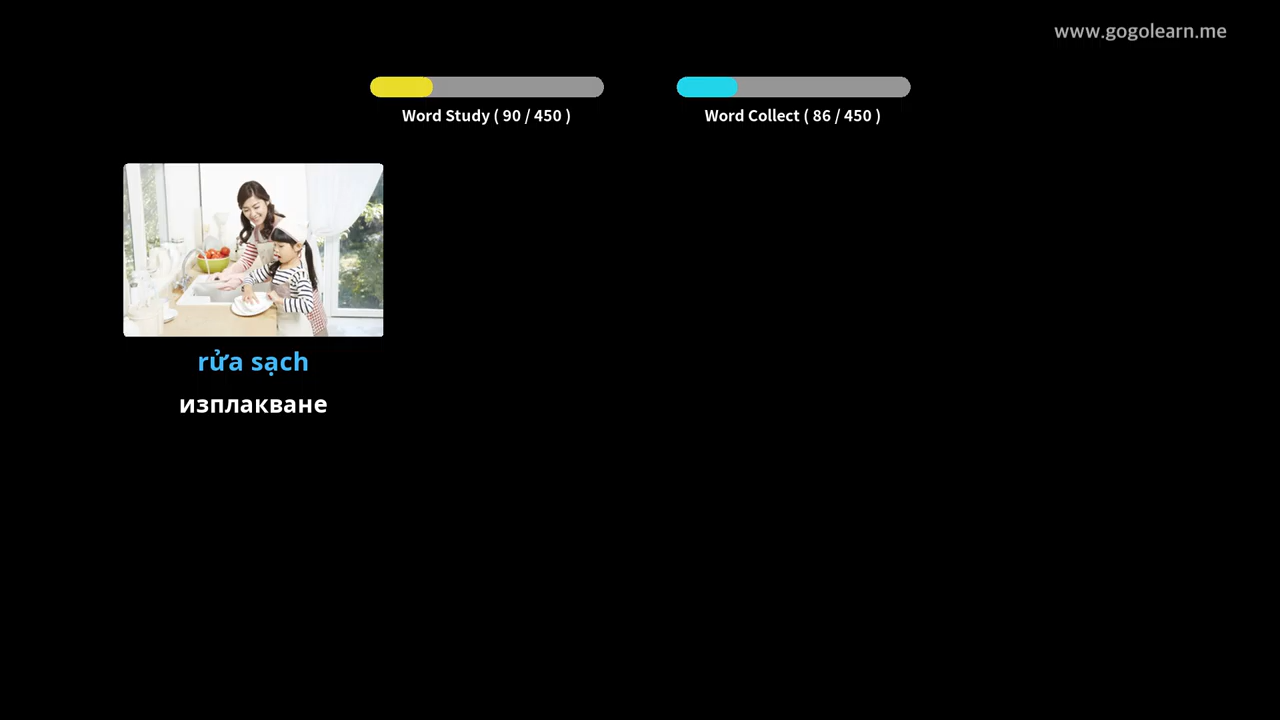 www.gogolearn.me
Word Study ( 90 / 450 )
Word Collect ( 86 / 450 )
rửa sạch
изплакване